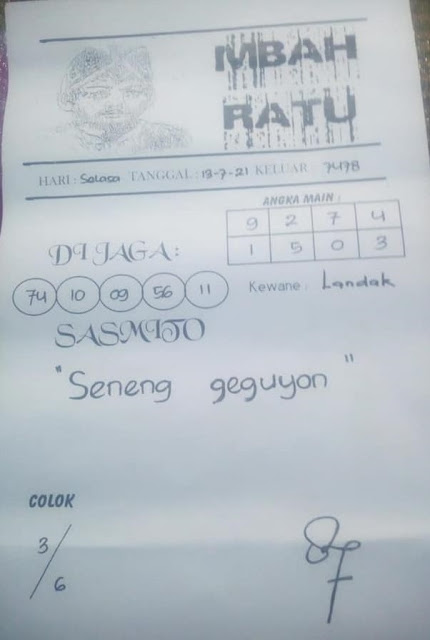 MBAH
RATU
HARI : Selasa TANGGAL : 13-7-21 KELUAR 7478
ANGKA MAIN :
9 2 7 4
1 5 0 3
DI JAGA :
74 10 09 56 11
Kewane : Landak
SASMITO
"Seneng geguyon"
COLOK
3/6